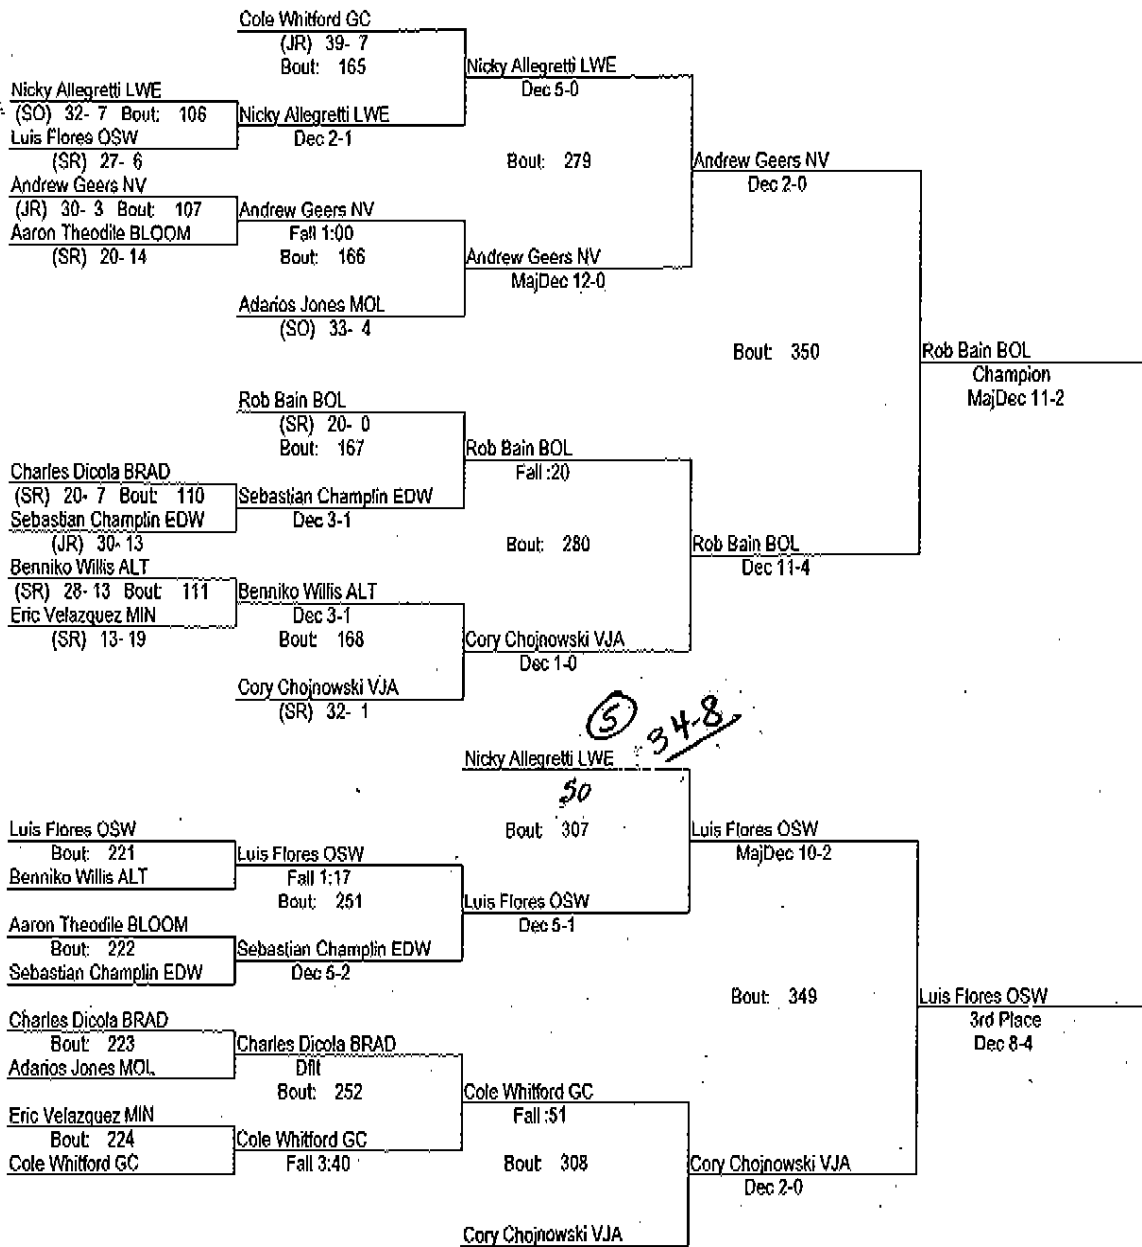 Cole Whitford GC
(JR) 39- 7
Bout: 165
Nicky Allegretti LWE
Dec 5-0
Nicky Allegretti LWE
(SO) 32- 7 Bout: 106
Nicky Allegretti LWE
Dec 2-1
Luis Flores OSW
(SR) 27- 6
Bout: 279
Andrew Geers NV
Dec 2-0
Andrew Geers NV
(JR) 30- 3 Bout: 107
Andrew Geers NV
Fall 1:00
Bout: 166
Aaron Theodile BLOOM
(SR) 20- 14
Andrew Geers NV
MajDec 12-0
Adarios Jones MOL
(SO) 33- 4
Bout: 350
Rob Bain BOL
Champion
MajDec 11-2
Rob Bain BOL
(SR) 20- 0
Bout: 167
Rob Bain BOL
Fall :20
Charles Dicola BRAD
(SR) 20- 7 Bout: 110
Sebastian Champlin EDW
Dec 3-1
Sebastian Champlin EDW
(JR) 30- 13
Bout: 280
Rob Bain BOL
Dec 11-4
Benniko Willis ALT
(SR) 28- 13 Bout: 111
Benniko Willis ALT
Dec 3-1
Bout: 168
Eric Velazquez MIN
(SR) 13- 19
Cory Chojnowski VJA
Dec 1-0
Cory Chojnowski VJA
(SR) 32- 1
5 34-8
Nicky Allegretti LWE
SO
Bout: 307
Luis Flores OSW
MajDec 10-2
Luis Flores OSW
Bout: 221
Benniko Willis ALT
Luis Flores OSW
Fall 1:17
Bout: 251
Luis Flores OSW
Dec 5-1
Aaron Theodile BLOOM
Bout: 222
Sebastian Champlin EDW
Sebastian Champlin EDW
Dec 5-2
Bout: 349
Luis Flores OSW
3rd Place
Dec 8-4
Charles Dicola BRAD
Bout: 223
Adarios Jones MOL
Charles Dicola BRAD
Dflt
Bout: 252
Cole Whitford GC
Fall :51
Eric Velazquez MIN
Bout: 224
Cole Whitford GC
Cole Whitford GC
Fall 3:40
Bout: 308
Cory Chojnowski VJA
Dec 2-0
Cory Chojnowski VJA